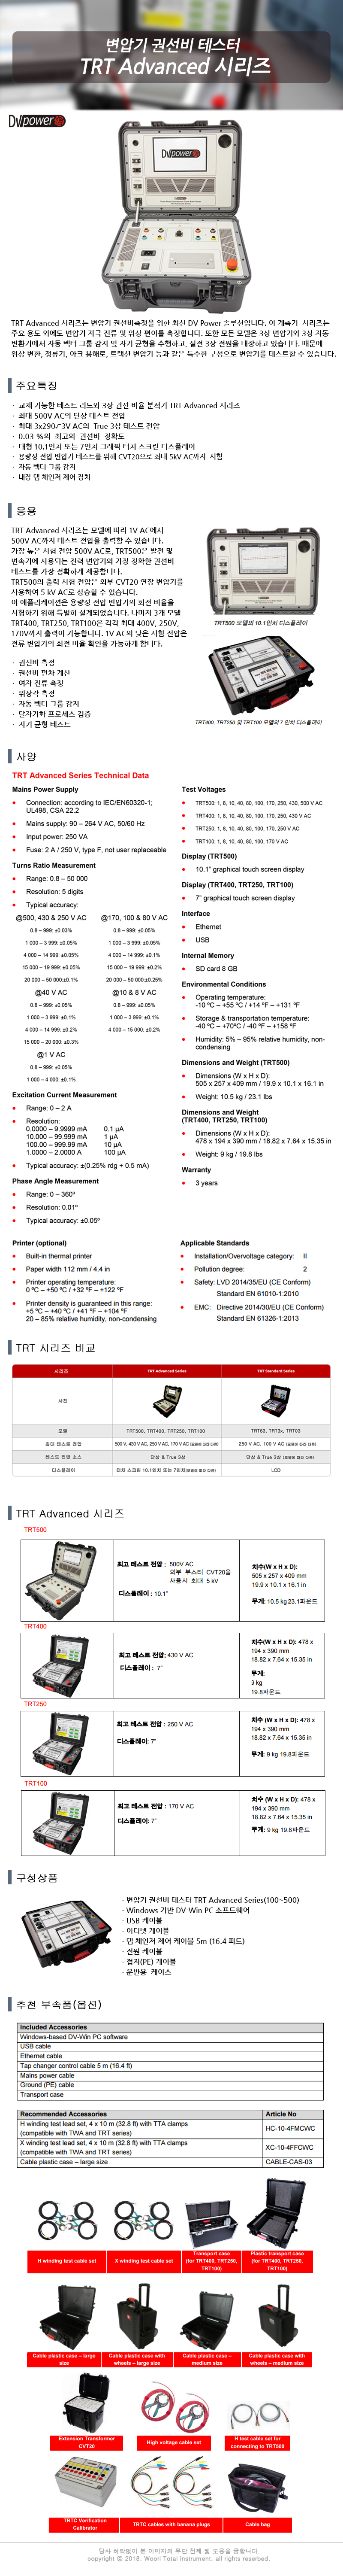 변압기 권선비 테스터
TRT Advanced 시리즈
DVpower
TRT Advanced 시리즈는 변압기 권선비측정을 위한 최신 DV Power 솔루션입니다. 이 계측기 시리즈는
주요 용도 외에도 변압기 자극 전류 및 위상 편이를 측정합니다. 또한 모든 모델은 3상 변압기와 3상 자동
변환기에서 자동 벡터 그룹 감지 및 자기 균형을 수행하고, 실전 3상 전원을 내장하고 있습니다. 때문에
위상 변환, 정류기, 아크 용해로, 트랙션 변압기 등과 같은 특수한 구성으로 변압기를 테스트할 수 있습니다.
주요특징
· 교체 가능한 테스트 리드와 3상 권선 비율 분석기 TRT Advanced 시리즈
· 최대 500V AC의 단상 테스트 전압
· 최대 3x290√3V AC의 True 3상 테스트 전압
· 0.03 %의 최고의 권선비 정확도
· 대형 10.1인치 또는 7인치 그래픽 터치 스크린 디스플레이
· 용량성 전압 변압기 테스트를 위해 CVT20으로 최대 5kV AC까지 시험
· 자동 벡터 그룹 감지
· 내장 탭 체인저 제어 장치
응용
TRT Advanced 시리즈는 모델에 따라 1V AC에서
500V AC까지 테스트 전압을 출력할 수 있습니다.
가장 높은 시험 전압 500V AC로, TRT500은 발전 및
변속기에 사용되는 전력 변압기의 가장 정확한 권선비
테스트를 가장 정확하게 제공합니다.
TRT500의 출력 시험 전압은 외부 CVT20 연장 변압기를
사용하여 5 kV AC로 상승할 수 있습니다.
이 애플리케이션은 용량성 전압 변압기의 회전 비율을
시험하기 위해 특별히 설계되었습니다. 나머지 3개 모델
TRT400, TRT250, TRT100은 각각 최대 400V, 250V,
170V까지 출력이 가능합니다. 1V AC의 낮은 시험 전압은
전류 변압기의 회전 비율 확인을 가능하게 합니다.
TRT500 모델의 10.1인치 디스플레이
· 권선비 측정
· 권선비 편차 계산
· 여자 전류 측정
· 위상각 측정
· 자동 벡터 그룹 감지
· 탈자기화 프로세스 검증
· 자기 균형 테스트
TRT400, TRT250 및 TRT100 모델의 7 인치 디스플레이
사양
TRT Advanced Series Technical Data
Mains Power Supply
• Connection: according to IEC/EN60320-1;
UL498, CSA 22.2
• Mains supply: 90 – 264 V AC, 50/60 Hz
• Input power: 250 VA
• Fuse: 2 A / 250 V, type F, not user replaceable
Turns Ratio Measurement
• Range: 0.8 – 50 000
• Resolution: 5 digits
• Typical accuracy:
@500, 430 & 250 V AC @170, 100 & 80 V AC
0.8 – 999: ±0.03% 0.8 – 999: ±0.05%
1 000 – 3 999: ±0.05% 1 000 – 3 999: ±0.05%
4 000 – 14 999: ±0.05% 4 000 – 14 999: ±0.1%
15 000 – 19 999: ±0.05% 15 000 – 19 999: ±0.2%
20 000 – 50 000:±0.1% 20 000 – 50 000:±0.25%
@40 V AC @10 & 8 V AC
0.8 – 999: ±0.05% 0.8 – 999: ±0.05%
1 000 – 3 999: ±0.1% 1 000 – 3 999: ±0.1%
4 000 – 14 999: ±0.2% 4 000 – 15 000: ±0.2%
15 000 – 20 000: ±0.3%
@1 V AC
0.8 – 999: ±0.05%
1 000 – 4 000: ±0.1%
Excitation Current Measurement
• Range: 0 – 2 A
• Resolution:
0.0000 – 9.9999 mA 0.1 µA
10.000 – 99.999 mA 1 µA
100.00 – 999.99 mA 10 µA
1.0000 – 2.0000 A 100 µA
• Typical accuracy: ±(0.25% rdg + 0.5 mA)
Phase Angle Measurement
• Range: 0 – 360º
• Resolution: 0.01º
• Typical accuracy: ±0.05º
Test Voltages
• TRT500: 1, 8, 10, 40, 80, 100, 170, 250, 430, 500 V AC
• TRT400: 1, 8, 10, 40, 80, 100, 170, 250, 430 V AC
• TRT250: 1, 8, 10, 40, 80, 100, 170, 250 V AC
• TRT100: 1, 8, 10, 40, 80, 100, 170 V AC
Display (TRT500)
• 10.1” graphical touch screen display
Display (TRT400, TRT250, TRT100)
• 7” graphical touch screen display
Interface
• Ethernet
• USB
Internal Memory
• SD card 8 GB
Environmental Conditions
• Operating temperature:
-10 ºC – +55 ºC / +14 ºF – +131 ºF
• Storage & transportation temperature:
-40 ºC – +70ºC / -40 ºF – +158 ºF
• Humidity: 5% – 95% relative humidity, non-
condensing
Dimensions and Weight (TRT500)
• Dimensions (W x H x D):
505 x 257 x 409 mm / 19.9 x 10.1 x 16.1 in
• Weight: 10.5 kg / 23.1 lbs
Dimensions and Weight
(TRT400, TRT250, TRT100)
• Dimensions (W x H x D):
478 x 194 x 390 mm / 18.82 x 7.64 x 15.35 in
• Weight: 9 kg / 19.8 lbs
Warranty
• 3 years
Printer (optional)
• Built-in thermal printer
• Paper width 112 mm / 4.4 in
• Printer operating temperature:
0 ºC – +50 ºC / +32 ºF – +122 ºF
• Printer density is guaranteed in this range:
+5 ºC – +40 ºC / +41 ºF – +104 ºF
20 – 85% relative humidity, non-condensing
Applicable Standards
• Installation/Overvoltage category: II
• Pollution degree: 2
• Safety: LVD 2014/35/EU (CE Conform)
Standard EN 61010-1:2010
• EMC: Directive 2014/30/EU (CE Conform)
Standard EN 61326-1:2013
TRT 시리즈 비교
시리즈 TRT Advanced Series TRT Standard Series
사진
모델 TRT500, TRT400, TRT250, TRT100 TRT63, TRT3x, TRT03
최대 테스트 전압 500 V, 430 V AC, 250 V AC, 170 V AC (모델에 따라 다름) 250 V AC, 100 V AC (모델에 따라 다름)
테스트 전압 소스 단상 & True 3상 단상 & True 3상 (모델에 따라 다름)
디스플레이 터치 스크린 10.1인치 또는 7인치(모델에 따라 다름) LCD
TRT Advanced 시리즈
TRT500
최고 테스트 전압 : 500V AC
외부 부스터 CVT20을
사용시 최대 5 kV
디스플레이 : 10.1”
치수(W x H x D):
505 x 257 x 409 mm
19.9 x 10.1 x 16.1 in
무게: 10.5 kg 23.1파운드
TRT400
최고 테스트 전압: 430 V AC
디스플레이 : 7”
치수(W x H x D): 478 x
194 x 390 mm
18.82 x 7.64 x 15.35 in
무게:
9 kg
19.8파운드
TRT250
최고 테스트 전압 : 250 V AC
디스플레이: 7”
치수 (W x H x D): 478 x
194 x 390 mm
18.82 x 7.64 x 15.35 in
무게: 9 kg 19.8파운드
TRT100
최고 테스트 전압 : 170 V AC
디스플레이: 7”
치수 (W x H x D): 478 x
194 x 390 mm
18.82 x 7.64 x 15.35 in
무게: 9 kg 19.8파운드
구성상품
· 변압기 권선비 테스터 TRT Advanced Series(100~500)
· Windows 기반 DV-Win PC 소프트웨어
· USB 케이블
· 이더넷 케이블
· 탭 체인저 제어 케이블 5m (16.4 피트)
· 전원 케이블
· 접지(PE) 케이블
· 운반용 케이스
추천 부속품(옵션)
Included Accessories
Windows-based DV-Win PC software
USB cable
Ethernet cable
Tap changer control cable 5 m (16.4 ft)
Mains power cable
Ground (PE) cable
Transport case
Recommended Accessories Article No
H winding test lead set, 4 x 10 m (32.8 ft) with TTA clamps
(compatible with TWA and TRT series) HC-10-4FMCWC
X winding test lead set, 4 x 10 m (32.8 ft) with TTA clamps
(compatible with TWA and TRT series) XC-10-4FFCWC
Cable plastic case – large size CABLE-CAS-03
H winding test cable set
X winding test cable set
Transport case
(for TRT400, TRT250,
TRT100)
Plastic transport case
(for TRT400, TRT250,
TRT100)
Cable plastic case – large
size
Cable plastic case with
wheels – large size
Cable plastic case –
medium size
Cable plastic case with
wheels – medium size
Extension Transformer
CVT20
High voltage cable set
H test cable set for
connecting to TRT500
TRTC Verification
Calibrator
TRTC cables with banana plugs
Cable bag
당사 허락없이 본 이미지의 무단 전제 및 도용을 금합니다.
copyright ⓒ 2018. Woori Total Instrument. all rights reserbed.